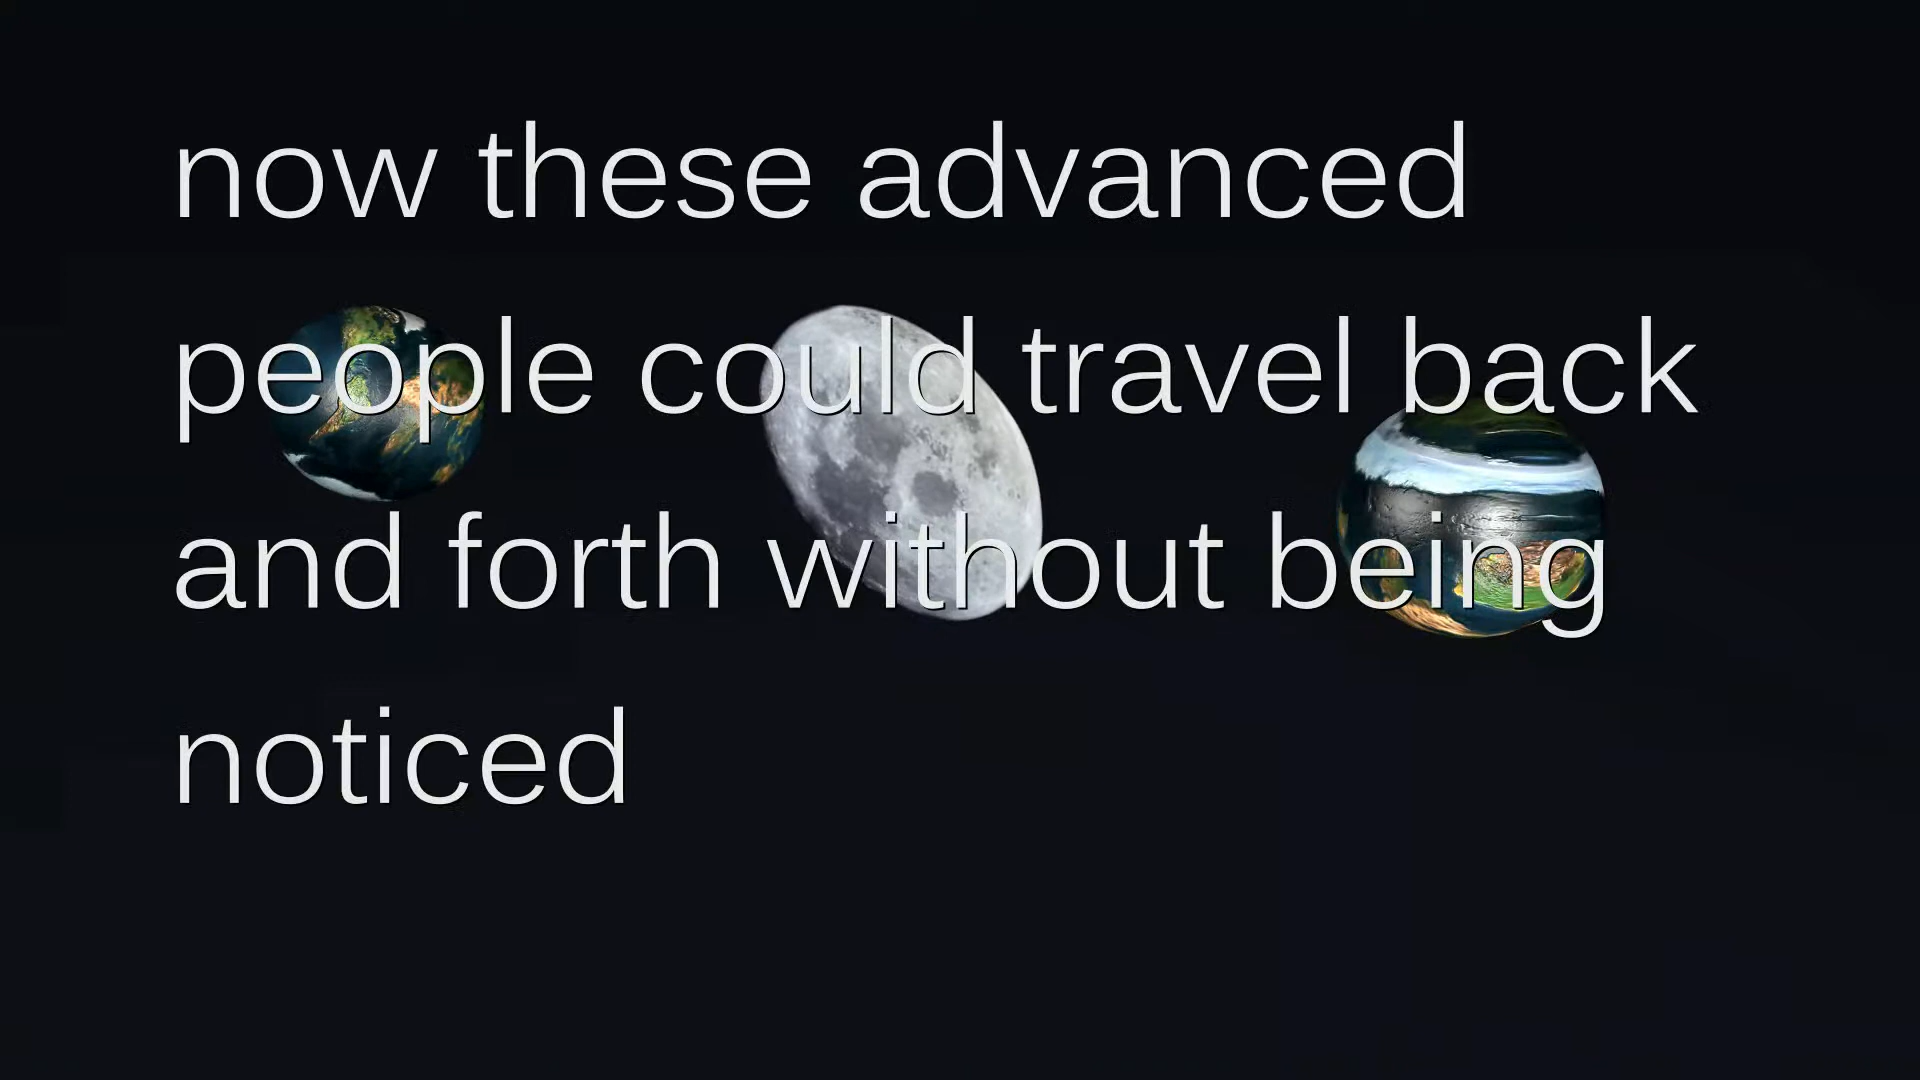 now these advanced
people could travel back
and forth without being
noticed